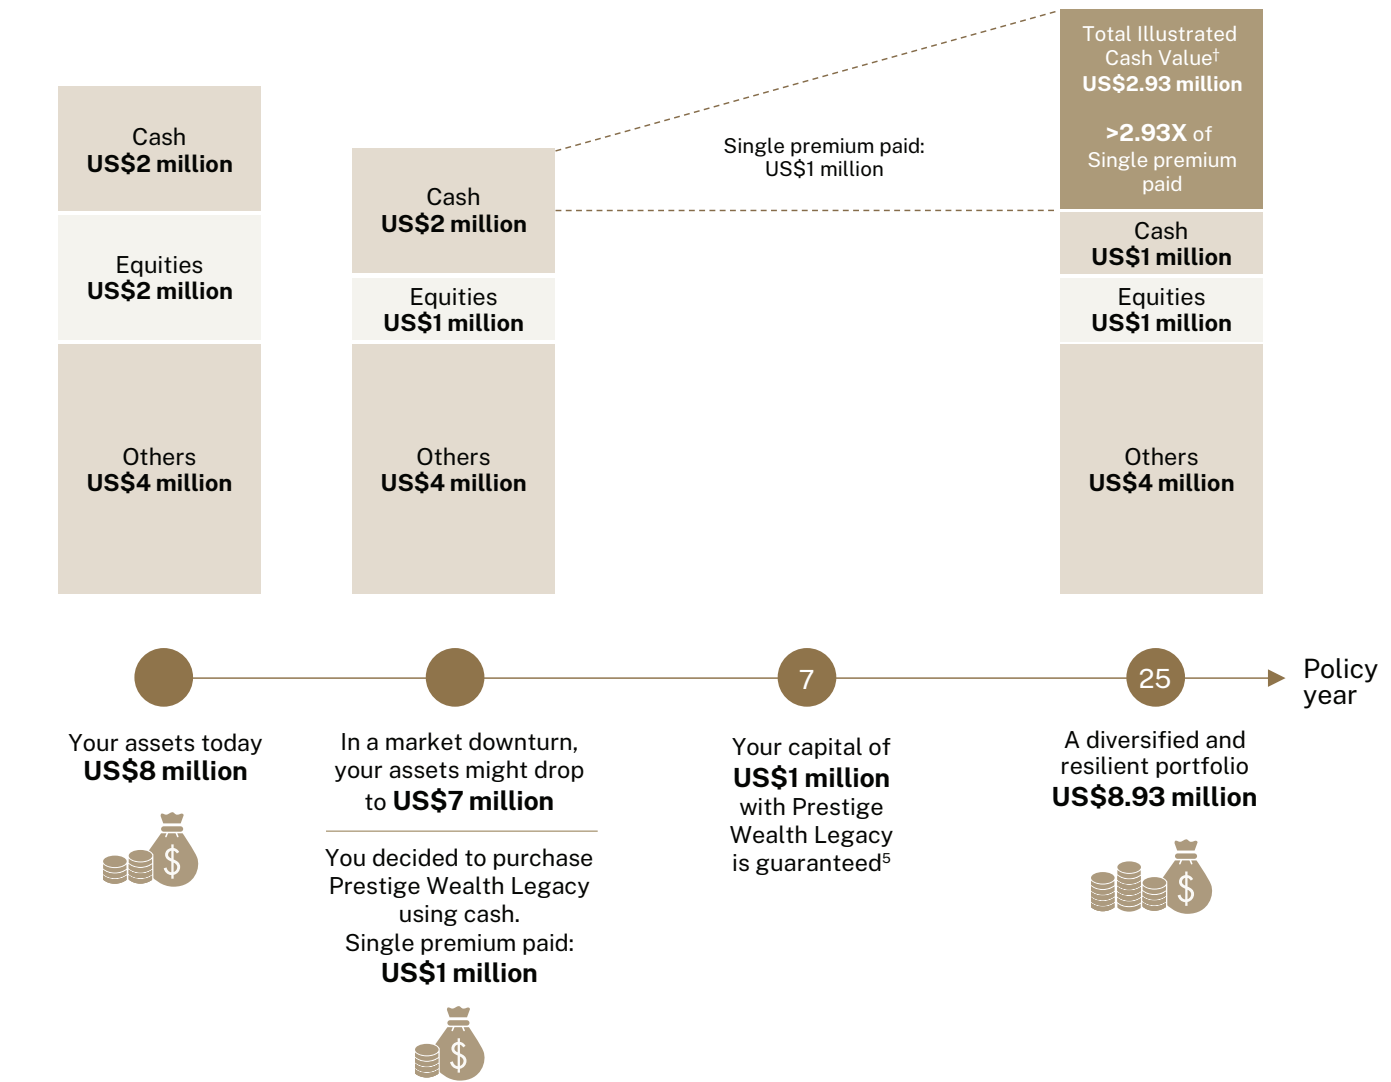 Cash
US$2 million
Equities
US$2 million
Others
US$4 million
Cash
US$2 million
Equities
US$1 million
Others
US$4 million
Single premium paid:
US$1 million
Total Illustrated
Cash Value†
US$2.93 million
>2.93X of
Single premium
paid
Cash
US$1 million
Equities
US$1 million
Others
US$4 million
7
25
Policy
year
Your assets today
US$8 million
$
In a market downturn,
your assets might drop
to US$7 million
You decided to purchase
Prestige Wealth Legacy
using cash.
Single premium paid:
US$1 million
$
Your capital of
US$1 million
with Prestige
Wealth Legacy
is guaranteed⁵
A diversified and
resilient portfolio
US$8.93 million
$